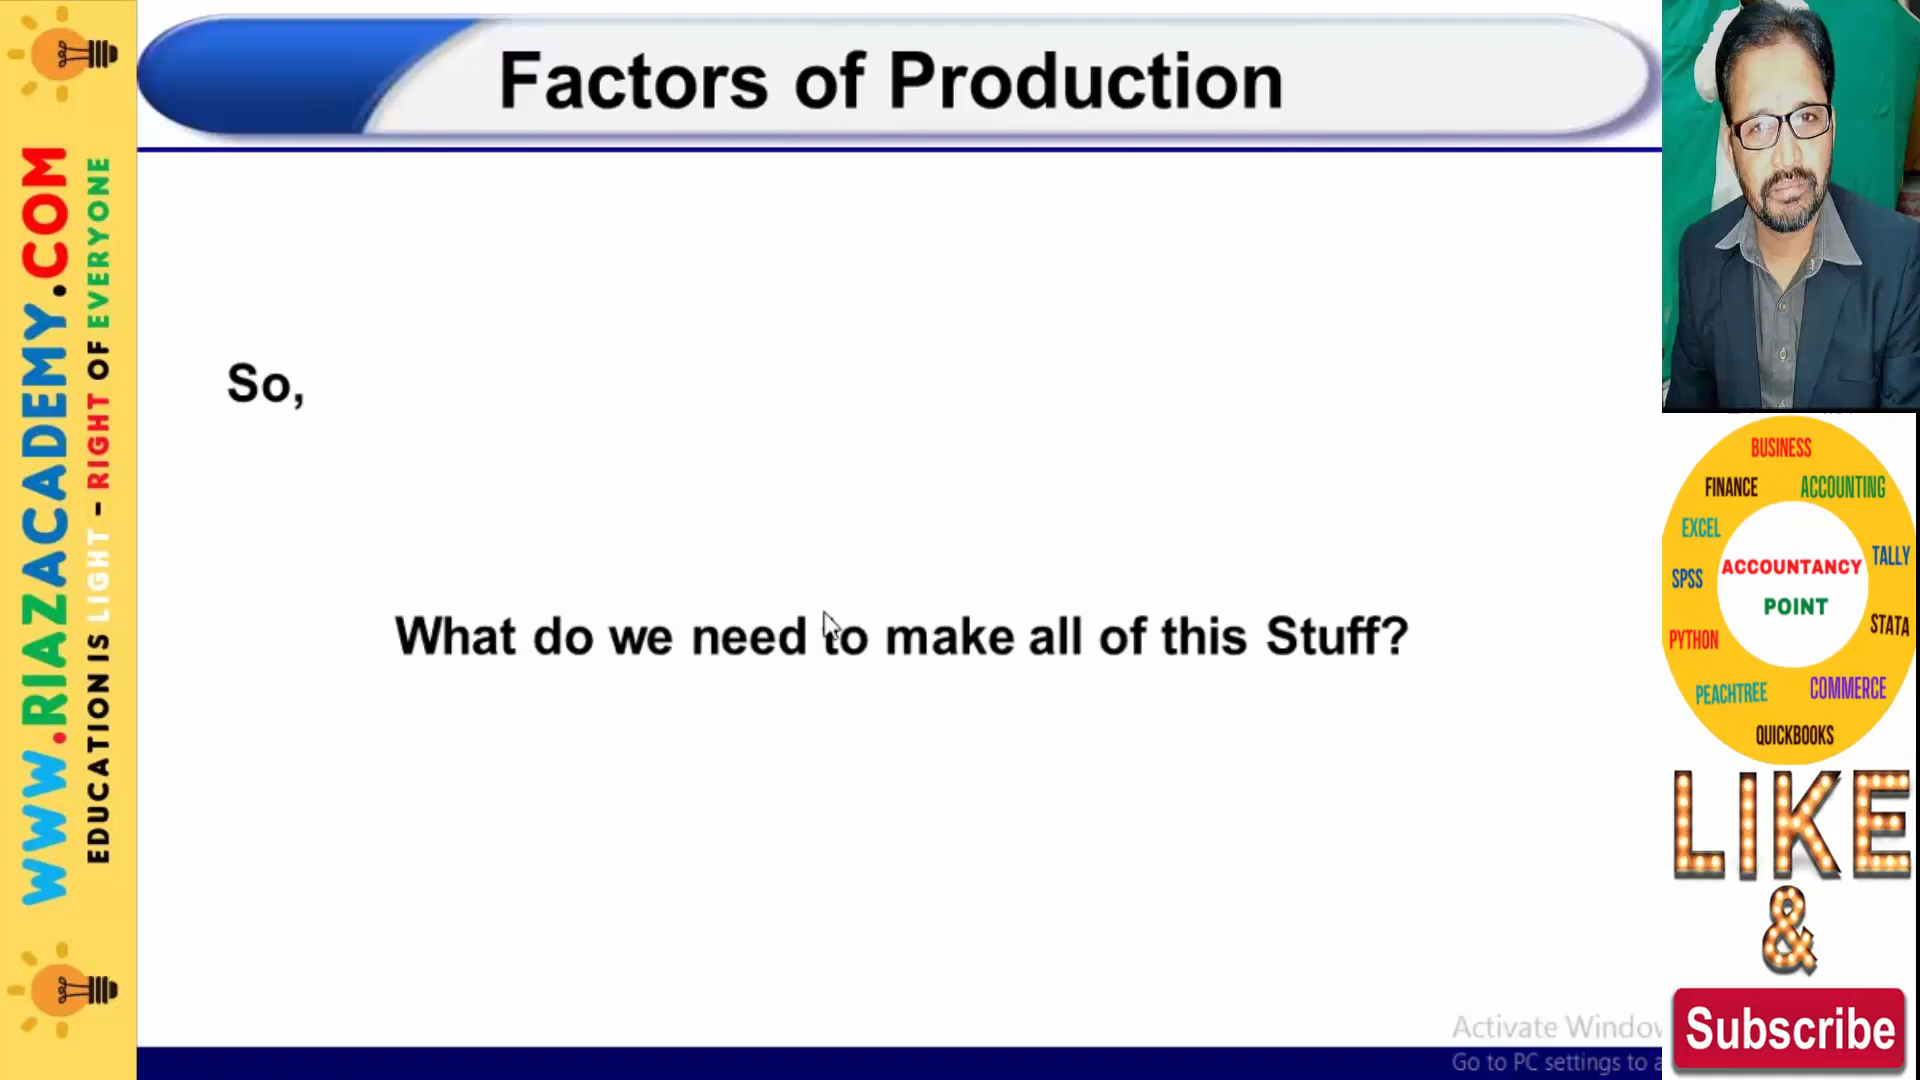 Factors of Production
So,
What do we need to make all of this Stuff?
WWW.RIAZACADEMY.COM
EDUCATION IS LIGHT - RIGHT OF EVERYONE
BUSINESS
FINANCE
ACCOUNTING
EXCEL
TALLY
SPSS
ACCOUNTANCY
POINT
STATA
PYTHON
PEACHTREE
COMMERCE
QUICKBOOKS
LIKE
&
Subscribe
Activate Window
Go to PC settings to a